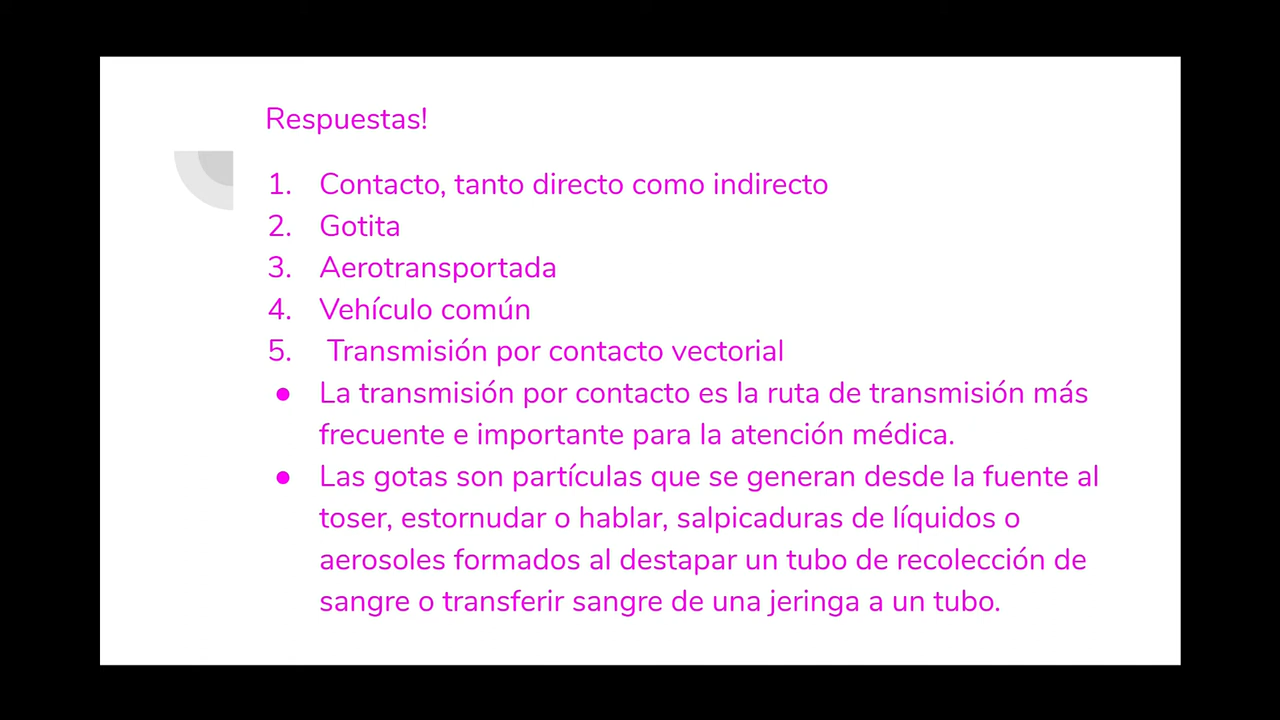 Respuestas!
1. Contacto, tanto directo como indirecto
2. Gotita
3. Aerotransportada
4. Vehículo común
5. Transmisión por contacto vectorial
● La transmisión por contacto es la ruta de transmisión más
frecuente e importante para la atención médica.
● Las gotas son partículas que se generan desde la fuente al
toser, estornudar o hablar, salpicaduras de líquidos o
aerosoles formados al destapar un tubo de recolección de
sangre o transferir sangre de una jeringa a un tubo.